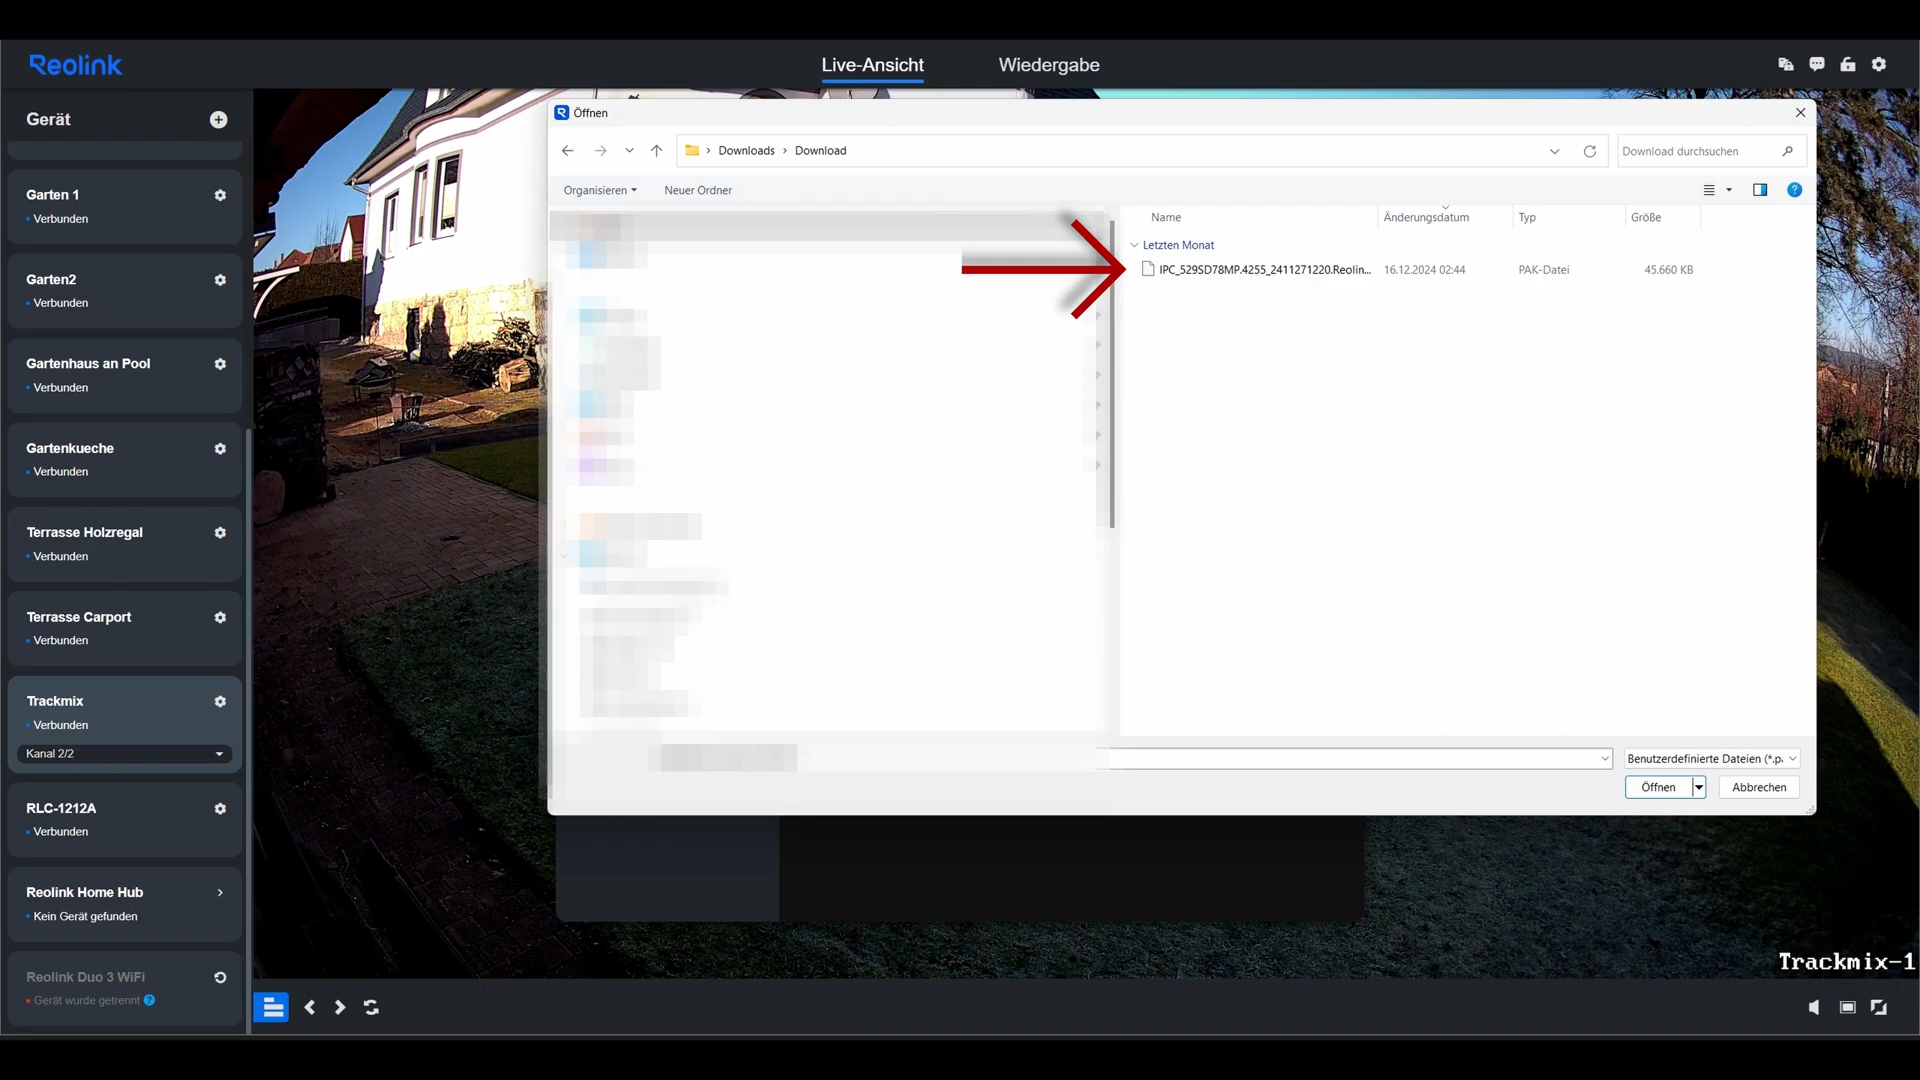 Reolink
Live-Ansicht
Wiedergabe
Gerät
Garten 1
Verbunden
Garten2
Verbunden
Gartenhaus an Pool
Verbunden
Gartenkueche
Verbunden
Terrasse Holzregal
Verbunden
Terrasse Carport
Verbunden
Trackmix
Verbunden
Kanal 2/2
RLC-1212A
Verbunden
Reolink Home Hub
Kein Gerät gefunden
Reolink Duo 3 WiFi
Gerät wurde getrennt ?
R Öffnen
Downloads › Download
Download durchsuchen
Organisieren
Neuer Ordner
?
Name
Änderungsdatum
Typ
Größe
Letzten Monat
IPC_529SD78MP.4255_2411271220.Reolin...
16.12.2024 02:44
PAK-Datei
45.660 KB
Benutzerdefinierte Dateien (*.pa
Öffnen
Abbrechen
Trackmix-1